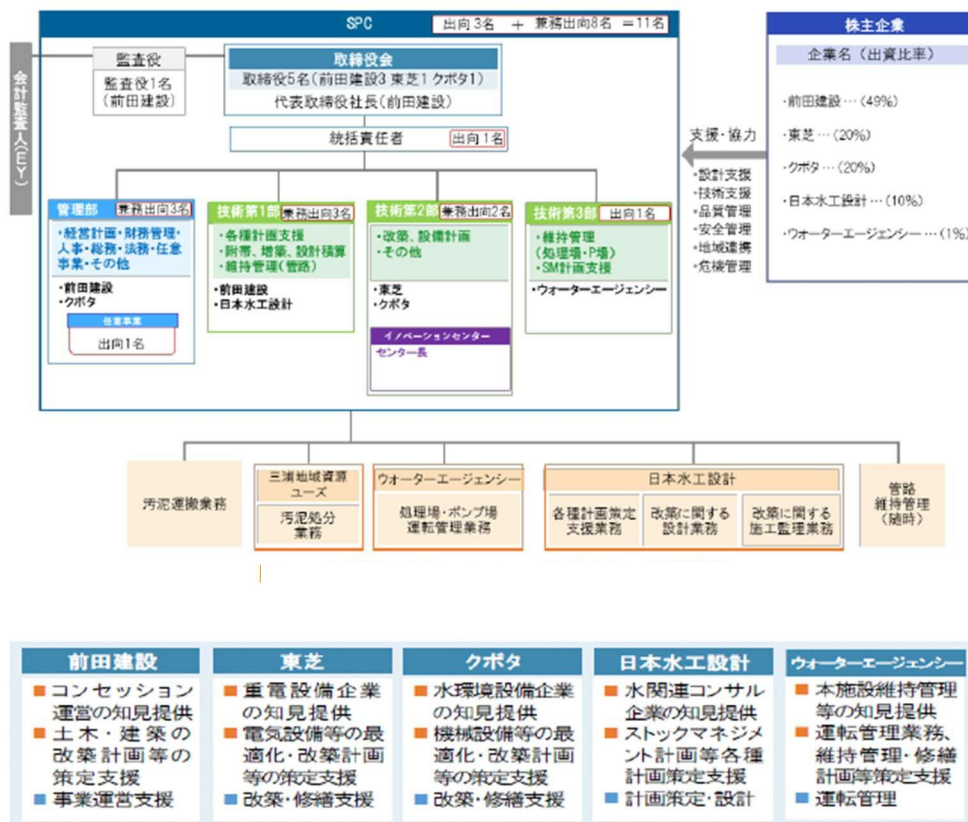 SPC
出向3名 + 兼務出向8名 =11名
会計監査人(EY)
監査役
監査役1名
(前田建設)
取締役会
取締役5名(前田建設3 東芝1 クボタ1)
代表取締役社長(前田建設)
統括責任者
出向1名
管理部
兼務出向3名
・経営計画・財務管理・
人事・総務・法務・任意
事業・その他
・前田建設
・クボタ
任意事業
出向1名
技術第1部
兼務出向3名
・各種計画支援
・附帯、増築、設計積算
・維持管理(管路)
・前田建設
・日本水工設計
技術第2部
兼務出向2名
・改築、設備計画
・その他
・東芝
・クボタ
イノベーションセンター
センター長
技術第3部
出向1名
・維持管理
(処理場・P場)
・SM計画支援
・ウォーターエージェンシー
支援・協力
・設計支援
・技術支援
・品質管理
・安全管理
・地域連携
・危機管理
株主企業
企業名(出資比率)
・前田建設…(49%)
・東芝…(20%)
・クボタ…(20%)
・日本水工設計…(10%)
・ウォーターエージェンシー…(1%)
汚泥運搬業務
三浦地域資源
ユーズ
汚泥処分
業務
ウォーターエージェンシー
処理場・ポンプ場
運転管理業務
日本水工設計
各種計画策定
支援業務
改築に関する
設計業務
改築に関する
施工監理業務
管路
維持管理
(随時)
前田建設
■コンセッション
運営の知見提供
■土木・建築の
改築計画等の
策定支援
■事業運営支援
東芝
■重電設備企業
の知見提供
■電気設備等の最
適化・改築計画
等の策定支援
■改築・修繕支援
クボタ
■水環境設備企業
の知見提供
■機械設備等の最
適化・改築計画
等の策定支援
■改築・修繕支援
日本水工設計
■水関連コンサル
企業の知見提供
■ストックマネジメ
ント計画等各種
計画策定支援
■計画策定・設計
ウォーターエージェンシー
■本施設維持管理
等の知見提供
■運転管理業務、
維持管理・修繕
計画等策定支援
■運転管理